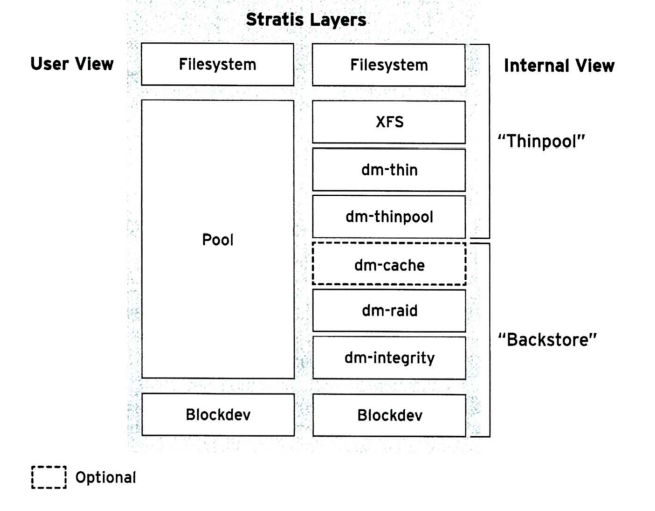 Stratis Layers
User View
Filesystem
Filesystem
Internal View
XFS
"Thinpool"
dm-thin
dm-thinpool
Pool
dm-cache
dm-raid
"Backstore"
dm-integrity
Blockdev
Blockdev
Optional